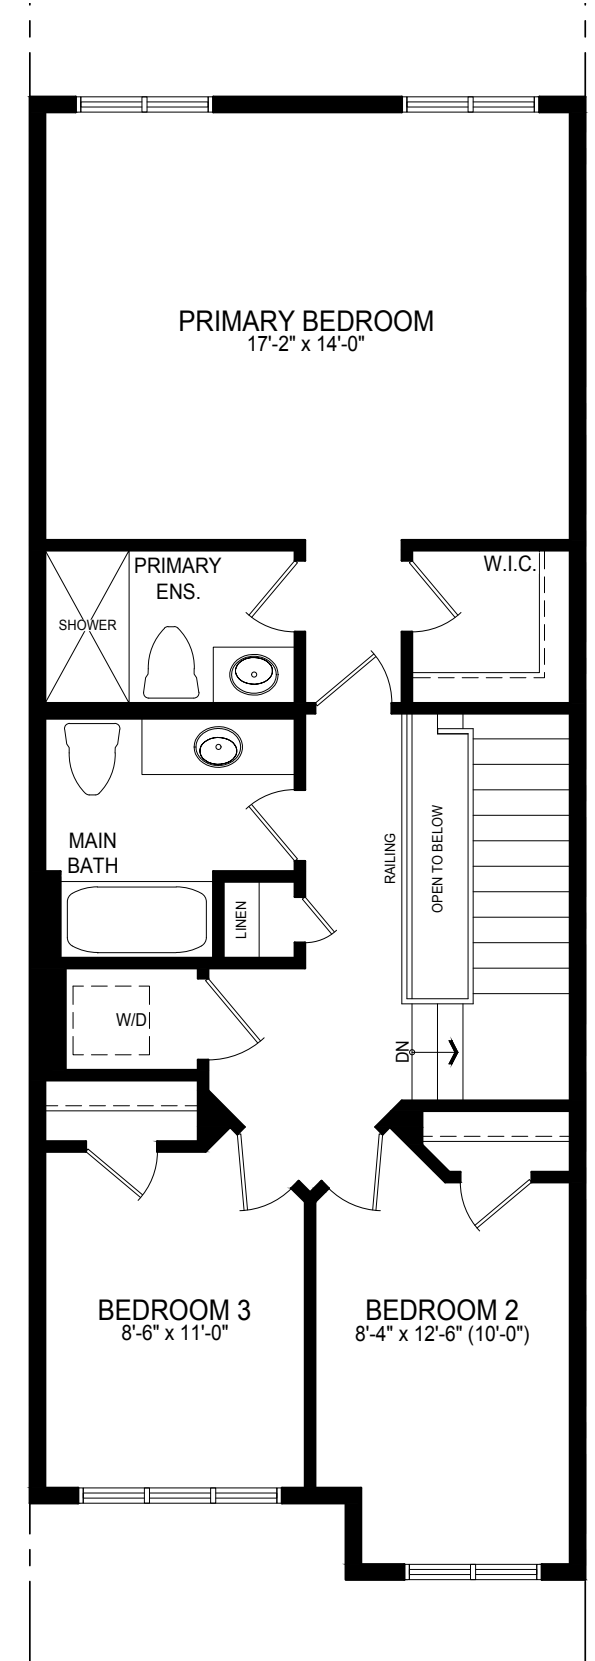 PRIMARY BEDROOM
17'-2" x 14'-0"
PRIMARY
ENS.
W.I.C.
SHOWER
MAIN
BATH
RAILING
OPEN TO BELOW
LINEN
W/D
DN
BEDROOM 3
8'-6" x 11'-0"
BEDROOM 2
8'-4" x 12'-6" (10'-0")